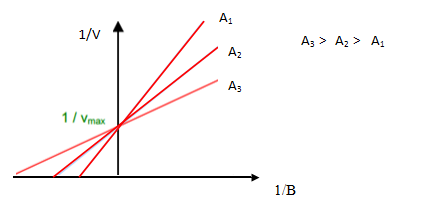 A1
1/V
A3 > A2 > A1
A2
A3
1 / vmax
1/B